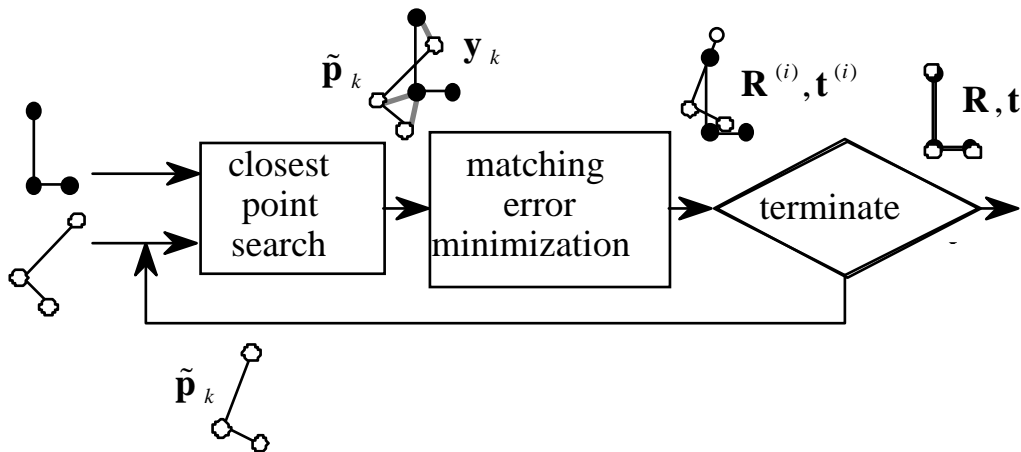 p̃ k
y k
R (i) , t (i)
R, t
closest
point
search
matching
error
minimization
terminate
p̃ k